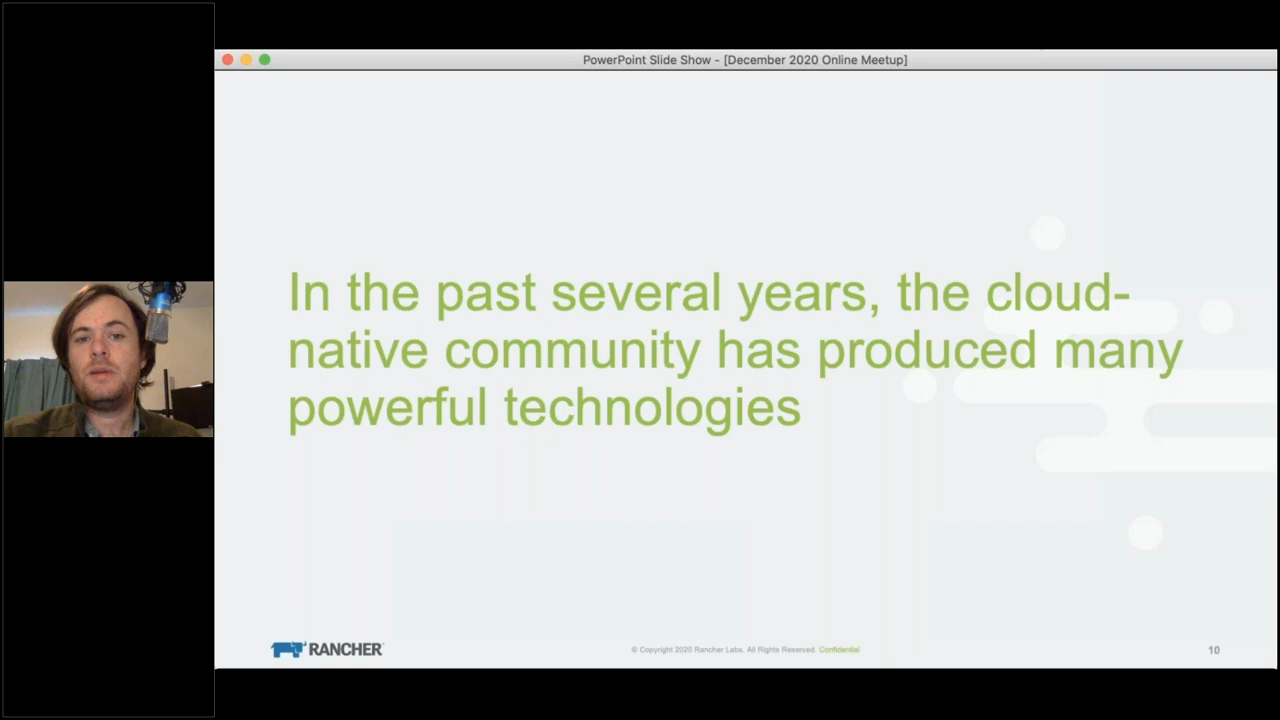 PowerPoint Slide Show - [December 2020 Online Meetup]
In the past several years, the cloud-
native community has produced many
powerful technologies
RANCHER
© Copyright 2020 Rancher Labs. All Rights Reserved. Confidential
10